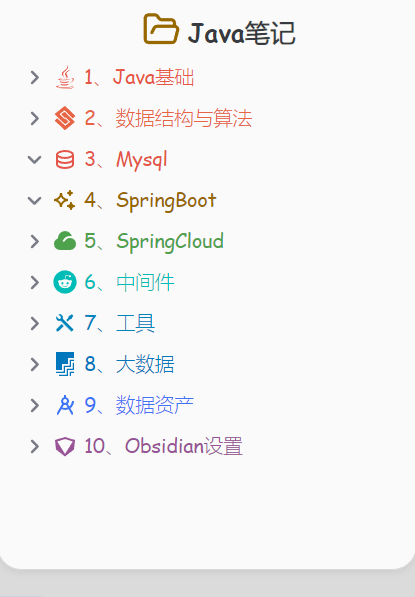 Java笔记
1、Java基础
2、数据结构与算法
3、Mysql
4、SpringBoot
5、SpringCloud
6、中间件
7、工具
8、大数据
9、数据资产
10、Obsidian设置